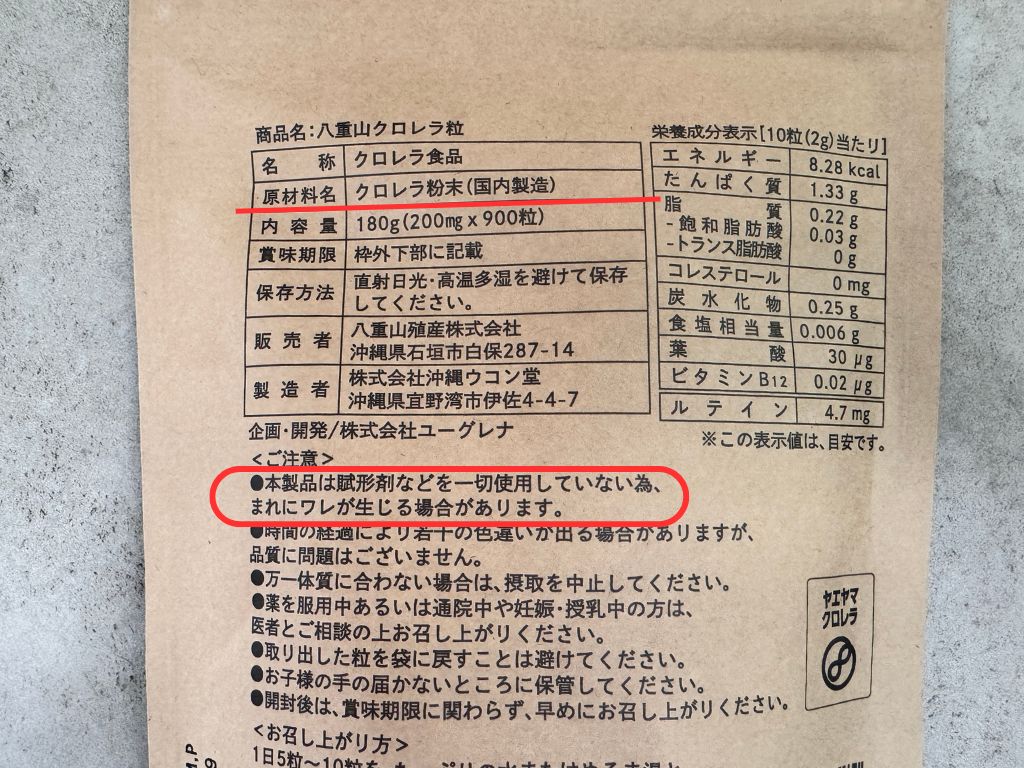 商品名:八重山クロレラ粒
名称 クロレラ食品
原材料名 クロレラ粉末(国内製造)
内容量 180g(200mg x 900粒)
賞味期限 枠外下部に記載
保存方法 直射日光・高温多湿を避けて保存
してください。
販売者 八重山殖産株式会社
沖縄県石垣市白保287-14
製造者 株式会社沖縄ウコン堂
沖縄県宜野湾市伊佐4-4-7
企画・開発/株式会社ユーグレナ
栄養成分表示[10粒(2g)当たり]
エネルギー 8.28 kcal
たんぱく質 1.33 g
脂質 0.22 g
-飽和脂肪酸 0.03 g
-トランス脂肪酸 0 g
コレステロール 0 mg
炭水化物 0.25 g
食塩相当量 0.006 g
葉酸 30 μg
ビタミンB12 0.02 μg
ルテイン 4.7 mg
※この表示値は、目安です。
<ご注意>
●本製品は賦形剤などを一切使用していない為、
まれにワレが生じる場合があります。
●時間の経過により若干の色違いが出る場合がありますが、
品質に問題はございません。
●万一体質に合わない場合は、摂取を中止してください。
●薬を服用中あるいは通院中や妊娠・授乳中の方は、
医者とご相談の上お召し上がりください。
●取り出した粒を袋に戻すことは避けてください。
●お子様の手の届かないところに保管してください。
●開封後は、賞味期限に関わらず、早めにお召し上がりください。
ヤエヤマ
クロレラ
<お召し上がり方>
1日5粒~10粒を、